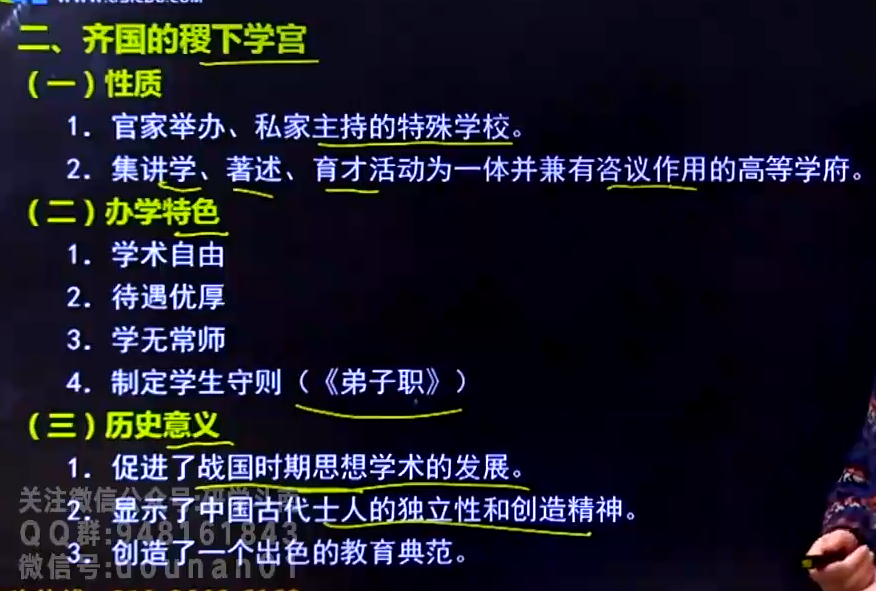 二、齐国的稷下学宫
（一）性质
1. 官家举办、私家主持的特殊学校。
2. 集讲学、著述、育才活动为一体并兼有咨议作用的高等学府。
（二）办学特色
1. 学术自由
2. 待遇优厚
3. 学无常师
4. 制定学生守则（《弟子职》）
（三）历史意义
1. 促进了战国时期思想学术的发展。
关注微信公众号:
2. 显示了中国古代士人的独立性和创造精神。
QQ群:948161843
3. 创造了一个出色的教育典范。
微信号:douna01